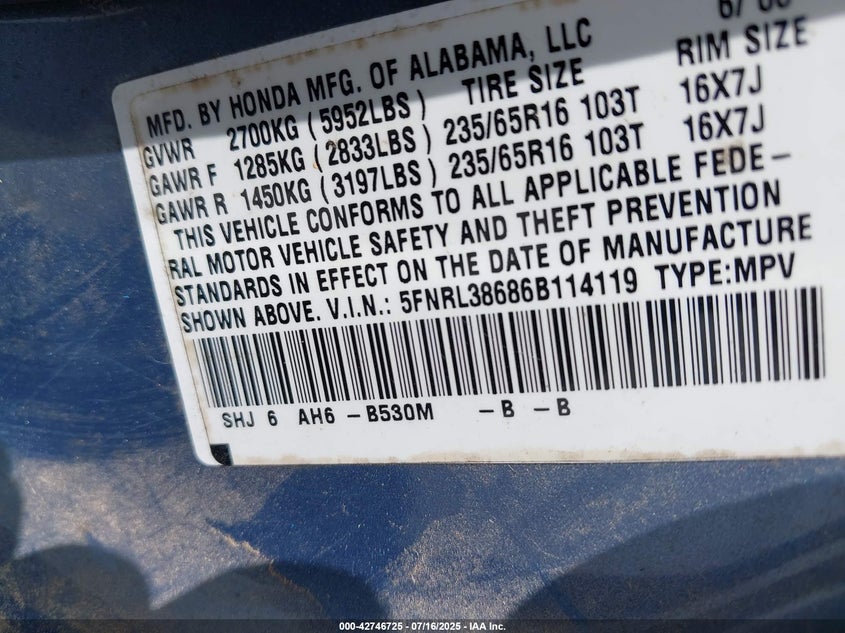 MFD. BY HONDA MFG. OF ALABAMA, LLC
GVWR 2700KG (5952LBS) TIRE SIZE RIM SIZE
GAWR F 1285KG (2833LBS) 235/65R16 103T 16X7J
GAWR R 1450KG (3197LBS) 235/65R16 103T 16X7J
THIS VEHICLE CONFORMS TO ALL APPLICABLE FEDE-
RAL MOTOR VEHICLE SAFETY AND THEFT PREVENTION
STANDARDS IN EFFECT ON THE DATE OF MANUFACTURE
SHOWN ABOVE. V.I.N.: 5FNRL38686B114119 TYPE:MPV
SHJ 6 AH6 -B530M -B -B
000-42746725 - 07/16/2025 - IAA Inc.